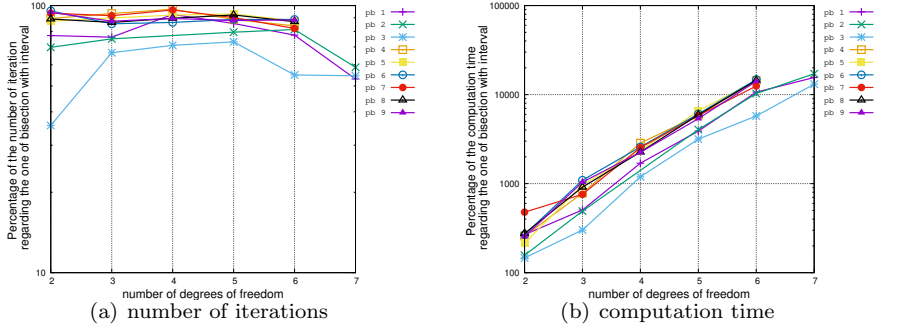 Percentage of the number of iteration
regarding the one of bisection with interval
100
10
2 3 4 5 6 7
number of degrees of freedom
pb 1
pb 2
pb 3
pb 4
pb 5
pb 6
pb 7
pb 8
pb 9
(a) number of iterations
Percentage of the computation time
regarding the one of bisection with interval
100000
10000
1000
100
2 3 4 5 6 7
number of degrees of freedom
pb 1
pb 2
pb 3
pb 4
pb 5
pb 6
pb 7
pb 8
pb 9
(b) computation time